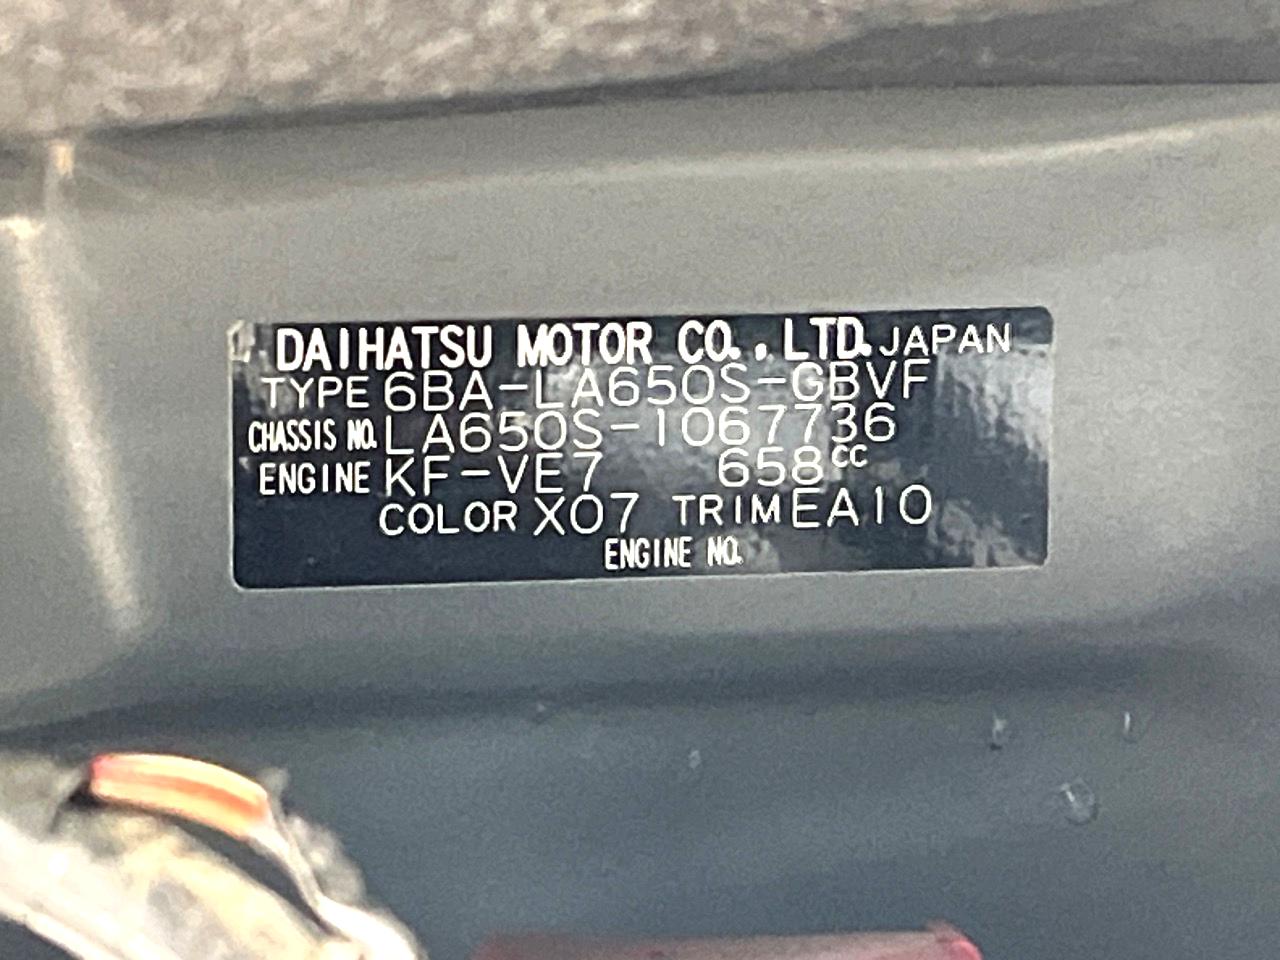 DAIHATSU MOTOR CO., LTD. JAPAN
TYPE 6BA-LA650S-GBVF
CHASSIS NO. LA650S-1067736
ENGINE KF-VE7 658cc
COLOR X07 TRIM EA10
ENGINE NO.